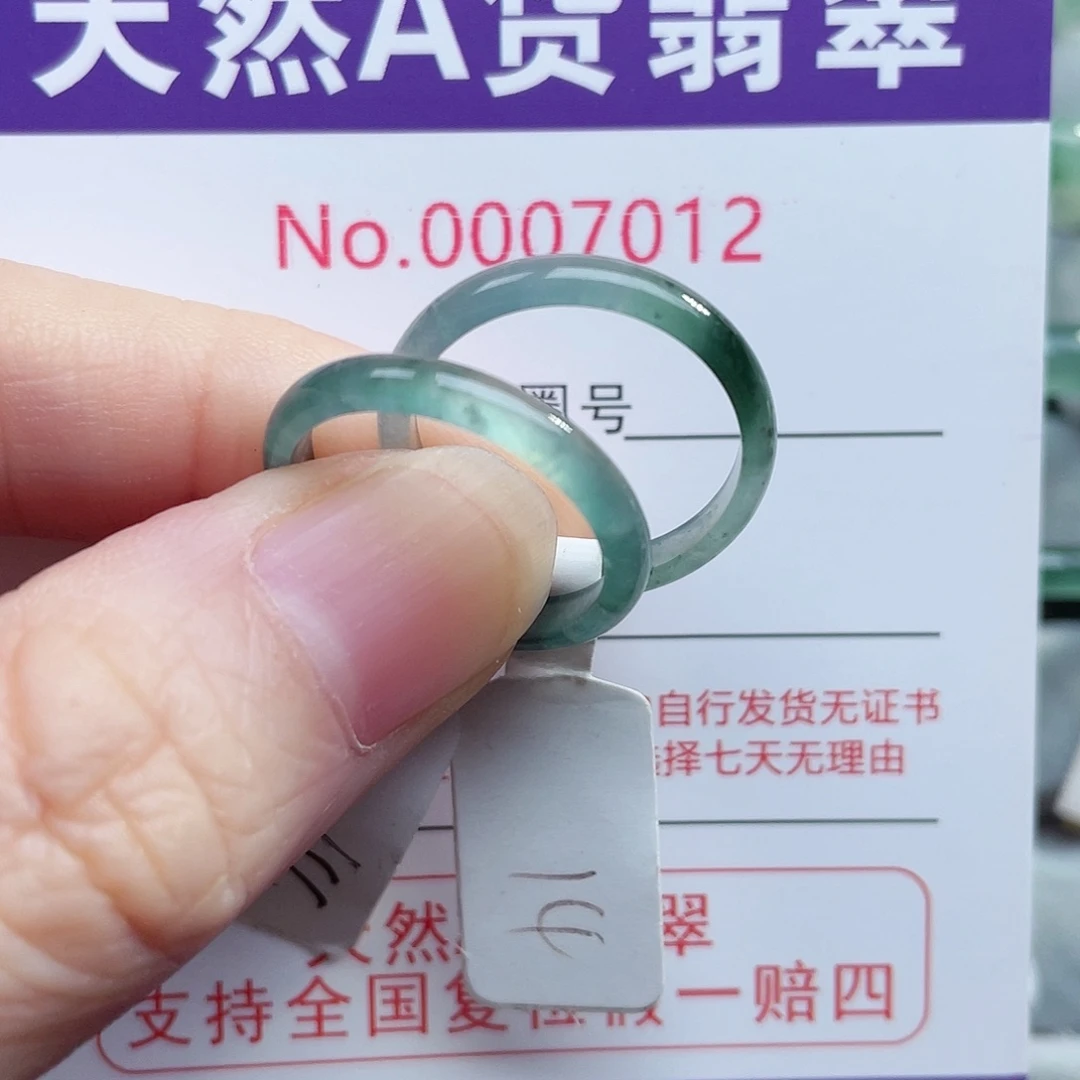 天然A货翡翠
No.0007012
圈号
自行发货无证书
择七天无理由
14
天然 翠
支持全国复 一赔四